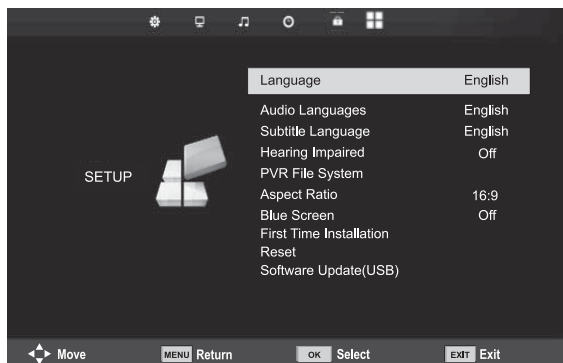 Language English
Audio Languages English
Subtitle Language English
Hearing Impaired Off
SETUP
PVR File System
Aspect Ratio 16:9
Blue Screen Off
First Time Installation
Reset
Software Update(USB)
Move MENU Return OK Select EXIT Exit